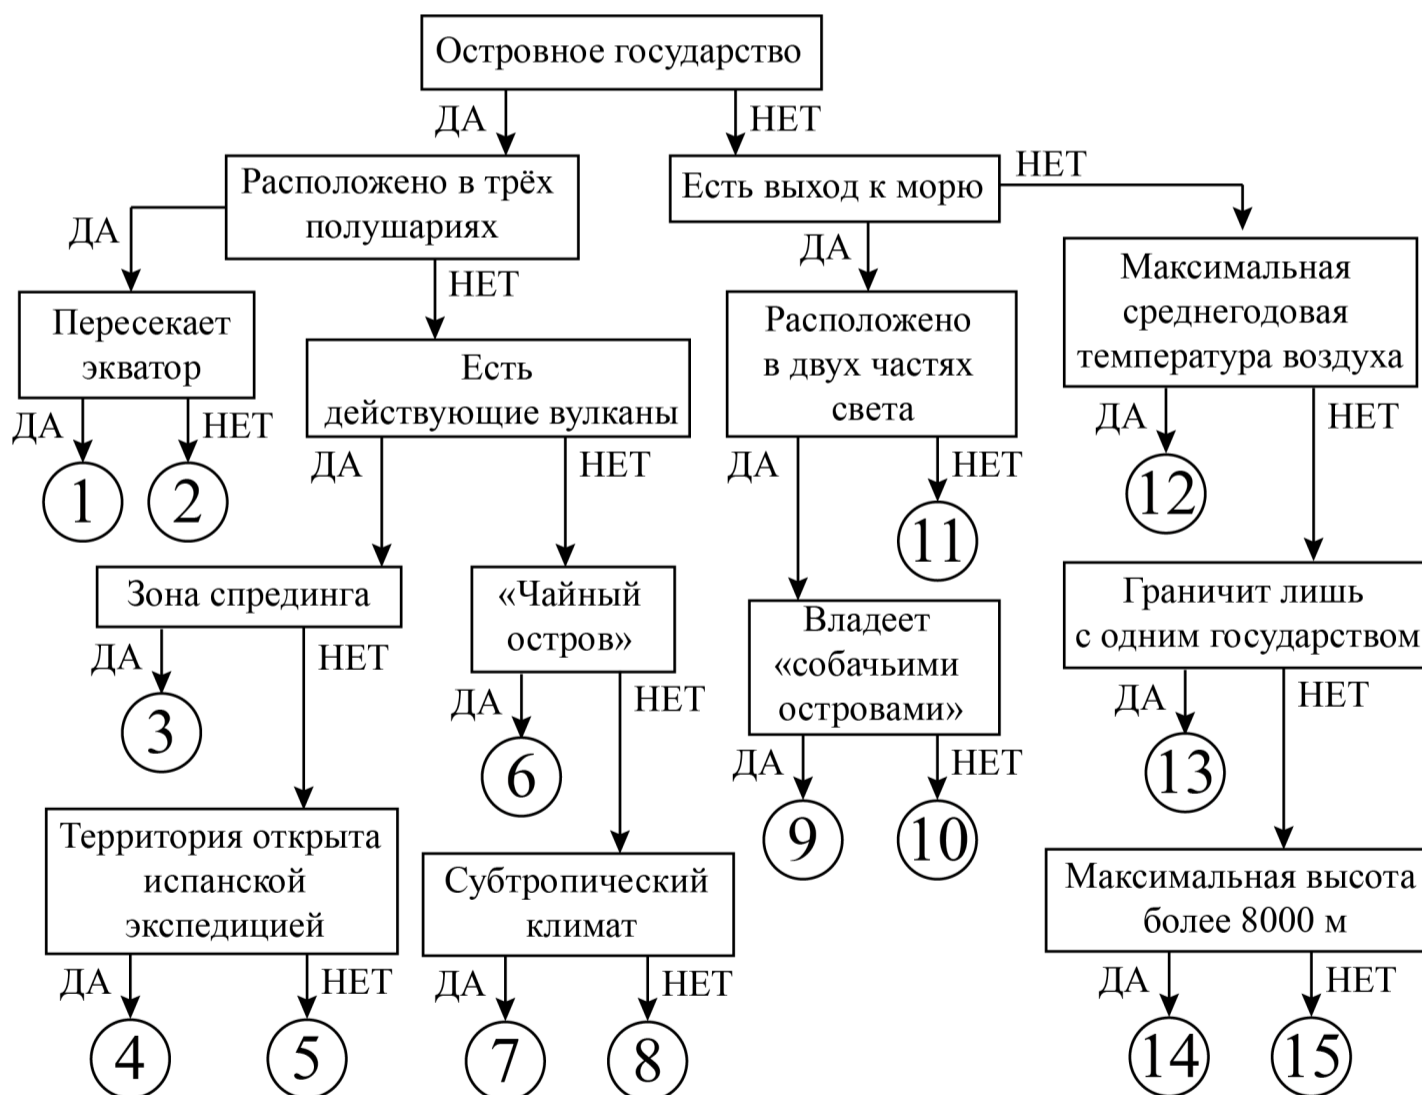 Островное государство
ДА
НЕТ
Расположено в трёх
полушариях
Есть выход к морю
НЕТ
ДА
НЕТ
ДА
Пересекает
экватор
Есть
действующие вулканы
Расположено
в двух частях
света
Максимальная
среднегодовая
температура воздуха
ДА
НЕТ
ДА
НЕТ
ДА
НЕТ
ДА
НЕТ
1
2
11
12
Зона спрединга
«Чайный
остров»
Владеет
«собачьими
островами»
Граничит лишь
с одним государством
ДА
НЕТ
ДА
НЕТ
ДА
НЕТ
ДА
НЕТ
3
6
9
10
13
Территория открыта
испанской
экспедицией
Субтропический
климат
Максимальная высота
более 8000 м
ДА
НЕТ
ДА
НЕТ
ДА
НЕТ
4
5
7
8
14
15